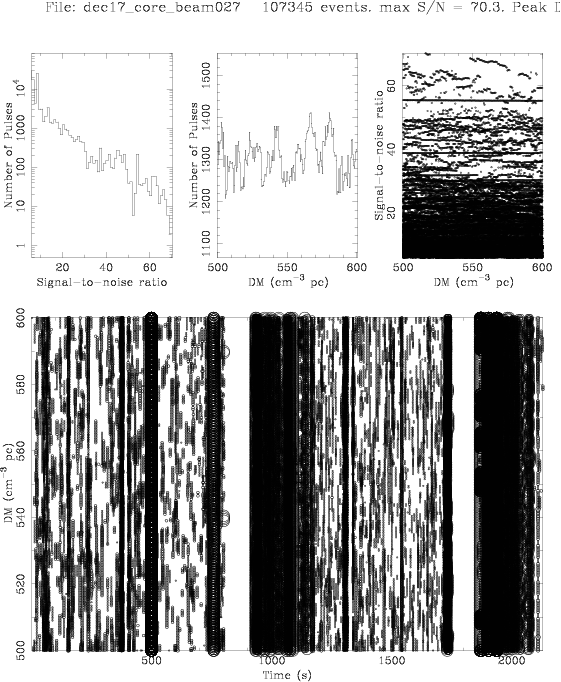 File: dec17_core_beam027 107345 events. max S/N = 70.3. Peak D
Number of Pulses
1 10 100 1000 10⁴
20 40 60
Signal-to-noise ratio
Number of Pulses
1100 1200 1300 1400 1500
500 550 600
DM (cm⁻³ pc)
Signal-to-noise ratio
20 40 60
500 550 600
DM (cm⁻³ pc)
DM (cm⁻³ pc)
500 520 540 560 580 600
500 1000 1500 2000
Time (s)